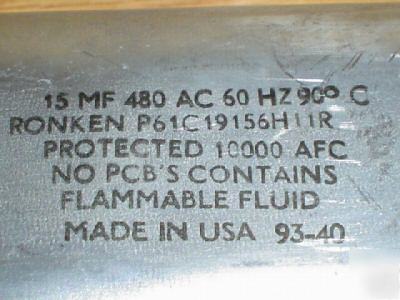 15 MF 480 AC 60 HZ 90° C
RONKEN P61C19156H11R
PROTECTED 10000 AFC
NO PCB'S CONTAINS
FLAMMABLE FLUID
MADE IN USA 93-40